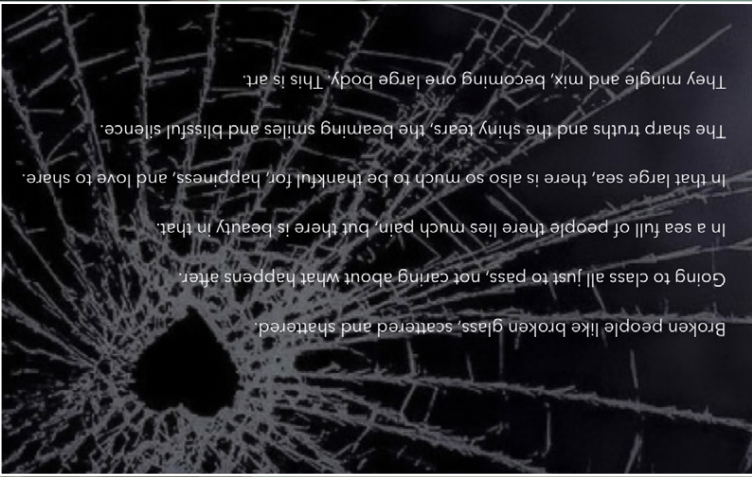 Broken people like broken glass, scattered and shattered.
Going to class all just to pass, not caring about what happens after.
In a sea full of people there lies much pain, but there is beauty in that.
In that large sea, there is also so much to be thankful for, happiness, and love to share.
The sharp truths and the shiny tears, the beaming smiles and blissful silence.
They mingle and mix, becoming one large body. This is art.